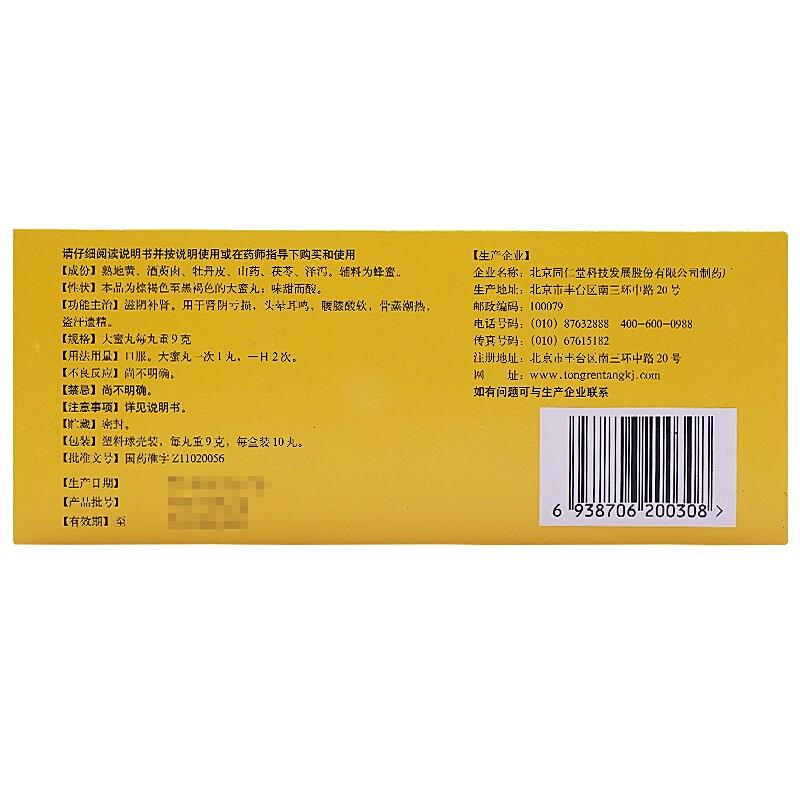 请仔细阅读说明书并按说明使用或在药师指导下购买和使用
【成份】熟地黄、酒萸肉、牡丹皮、山药、茯苓、泽泻。辅料为蜂蜜。
【性状】本品为棕褐色至黑褐色的大蜜丸；味甜而酸。
【功能主治】滋阴补肾。用于肾阴亏损，头晕耳鸣，腰膝酸软，骨蒸潮热，
盗汗遗精。
【规格】大蜜丸每丸重9克
【用法用量】口服。大蜜丸一次1丸，一日2次。
【不良反应】尚不明确。
【禁忌】尚不明确。
【注意事项】详见说明书。
【贮藏】密封。
【包装】塑料球壳装，每丸重9克，每盒装10丸。
【批准文号】国药准字Z11020056
【生产日期】
【产品批号】
【有效期】至
【生产企业】
企业名称：北京同仁堂科技发展股份有限公司制药厂
生产地址：北京市丰台区南三环中路20号
邮政编码：100079
电话号码：(010) 87632888 400-600-0988
传真号码：(010) 67615182
注册地址：北京市丰台区南三环中路20号
网 址：www.tongrentangkj.com
如有问题可与生产企业联系
6 938706 200308 >